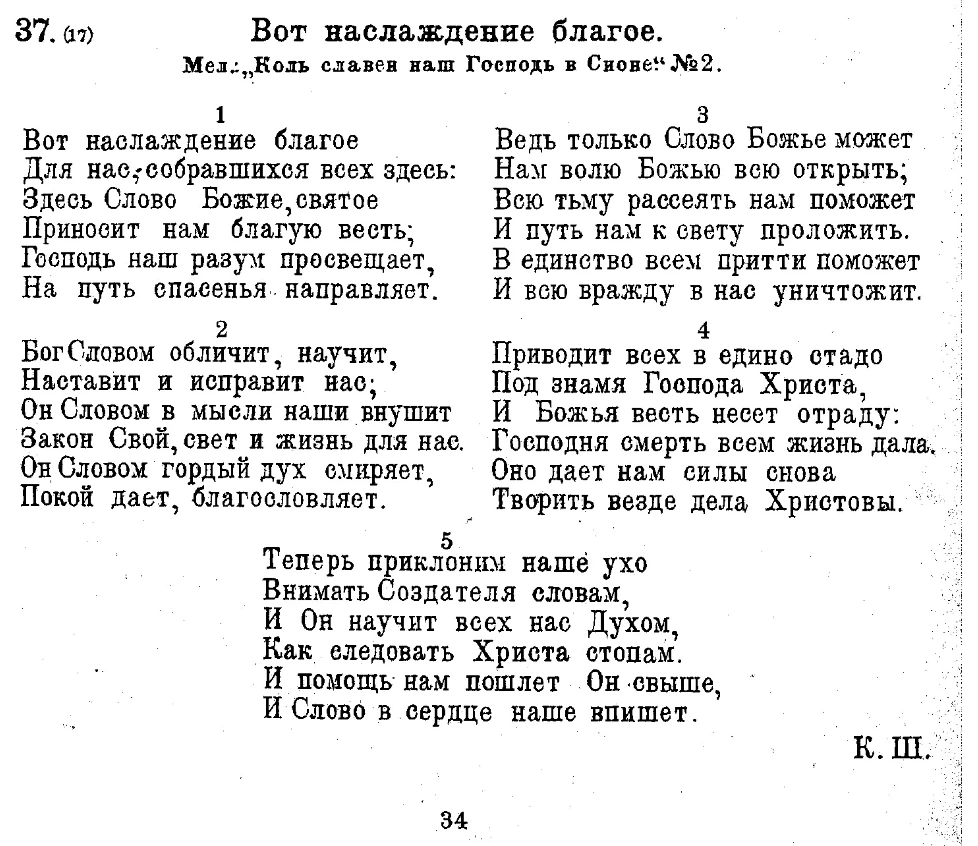 37. (17) Вот наслаждение благое.
Мел.: „Коль славен наш Господь в Сионе“ №2.
1
Вот наслаждение благое
Для нас, собравшихся всех здесь:
Здесь Слово Божие, святое
Приносит нам благую весть;
Господь наш разум просвещает,
На путь спасенья направляет.
2
Бог Словом обличит, научит,
Наставит и исправит нас;
Он Словом в мысли наши внушит
Закон Свой, свет и жизнь для нас.
Он Словом гордый дух смиряет,
Покой дает, благословляет.
3
Ведь только Слово Божье может
Нам волю Божью всю открыть;
Всю тьму рассеять нам поможет
И путь нам к свету проложить.
В единство всем притти поможет
И всю вражду в нас уничтожит.
4
Приводит всех в едино стадо
Под знамя Господа Христа,
И Божья весть несет отраду:
Господня смерть всем жизнь дала.
Оно дает нам силы снова
Творить везде дела Христовы.
5
Теперь приклоним наше ухо
Внимать Создателя словам,
И Он научит всех нас Духом,
Как следовать Христа стопам.
И помощь нам пошлет Он свыше,
И Слово в сердце наше впишет.
К. Ш.
34